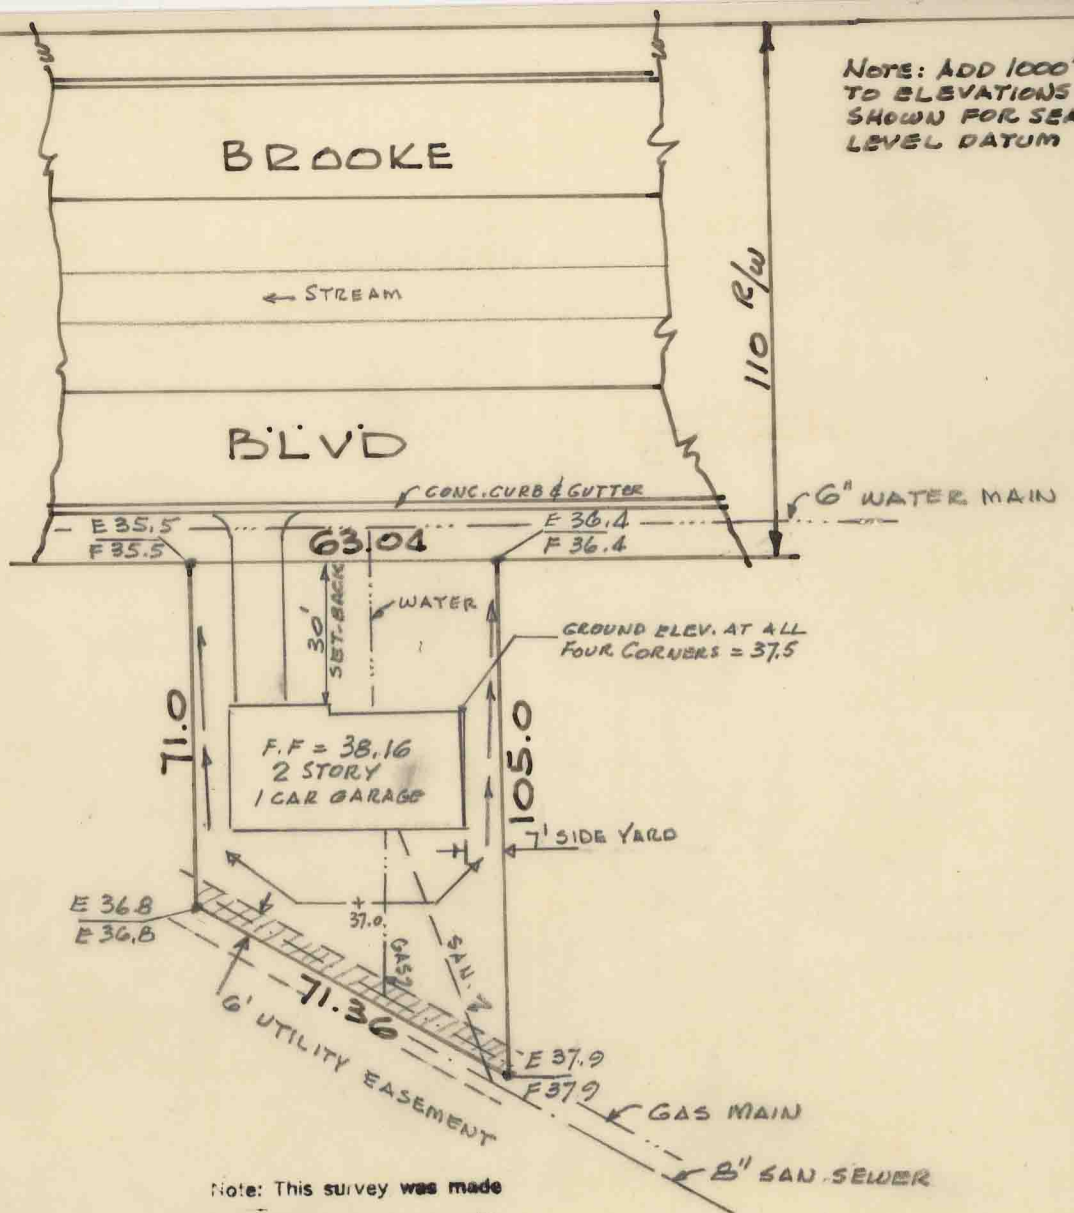 NOTE: ADD 1000'
TO ELEVATIONS
SHOWN FOR SEA
LEVEL DATUM
BROOKE
← STREAM
110 R/W
BLVD
CONC. CURB & GUTTER
6" WATER MAIN
E 35.5
F 35.5
63.04
E 36.4
F 36.4
30'
SET-BACK
WATER
GROUND ELEV. AT ALL
FOUR CORNERS = 37.5
71.0
105.0
F.F = 38.16
2 STORY
1 CAR GARAGE
7' SIDE YARD
E 36.8
E 36.8
+
37.0
GAS
SAN.
71.36
6' UTILITY EASEMENT
E 37.9
F 37.9
GAS MAIN
8" SAN. SEWER
Note: This survey was made